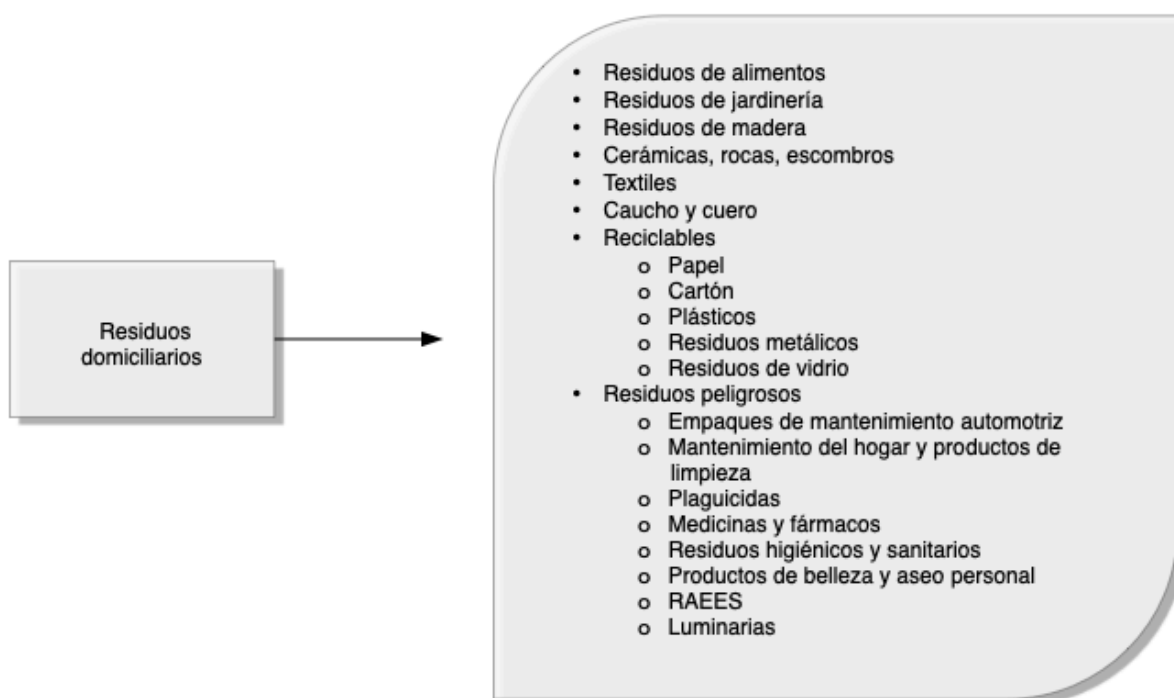 Residuos
domiciliarios
• Residuos de alimentos
• Residuos de jardinería
• Residuos de madera
• Cerámicas, rocas, escombros
• Textiles
• Caucho y cuero
• Reciclables
o Papel
o Cartón
o Plásticos
o Residuos metálicos
o Residuos de vidrio
• Residuos peligrosos
o Empaques de mantenimiento automotriz
o Mantenimiento del hogar y productos de
limpieza
o Plaguicidas
o Medicinas y fármacos
o Residuos higiénicos y sanitarios
o Productos de belleza y aseo personal
o RAEES
o Luminarias